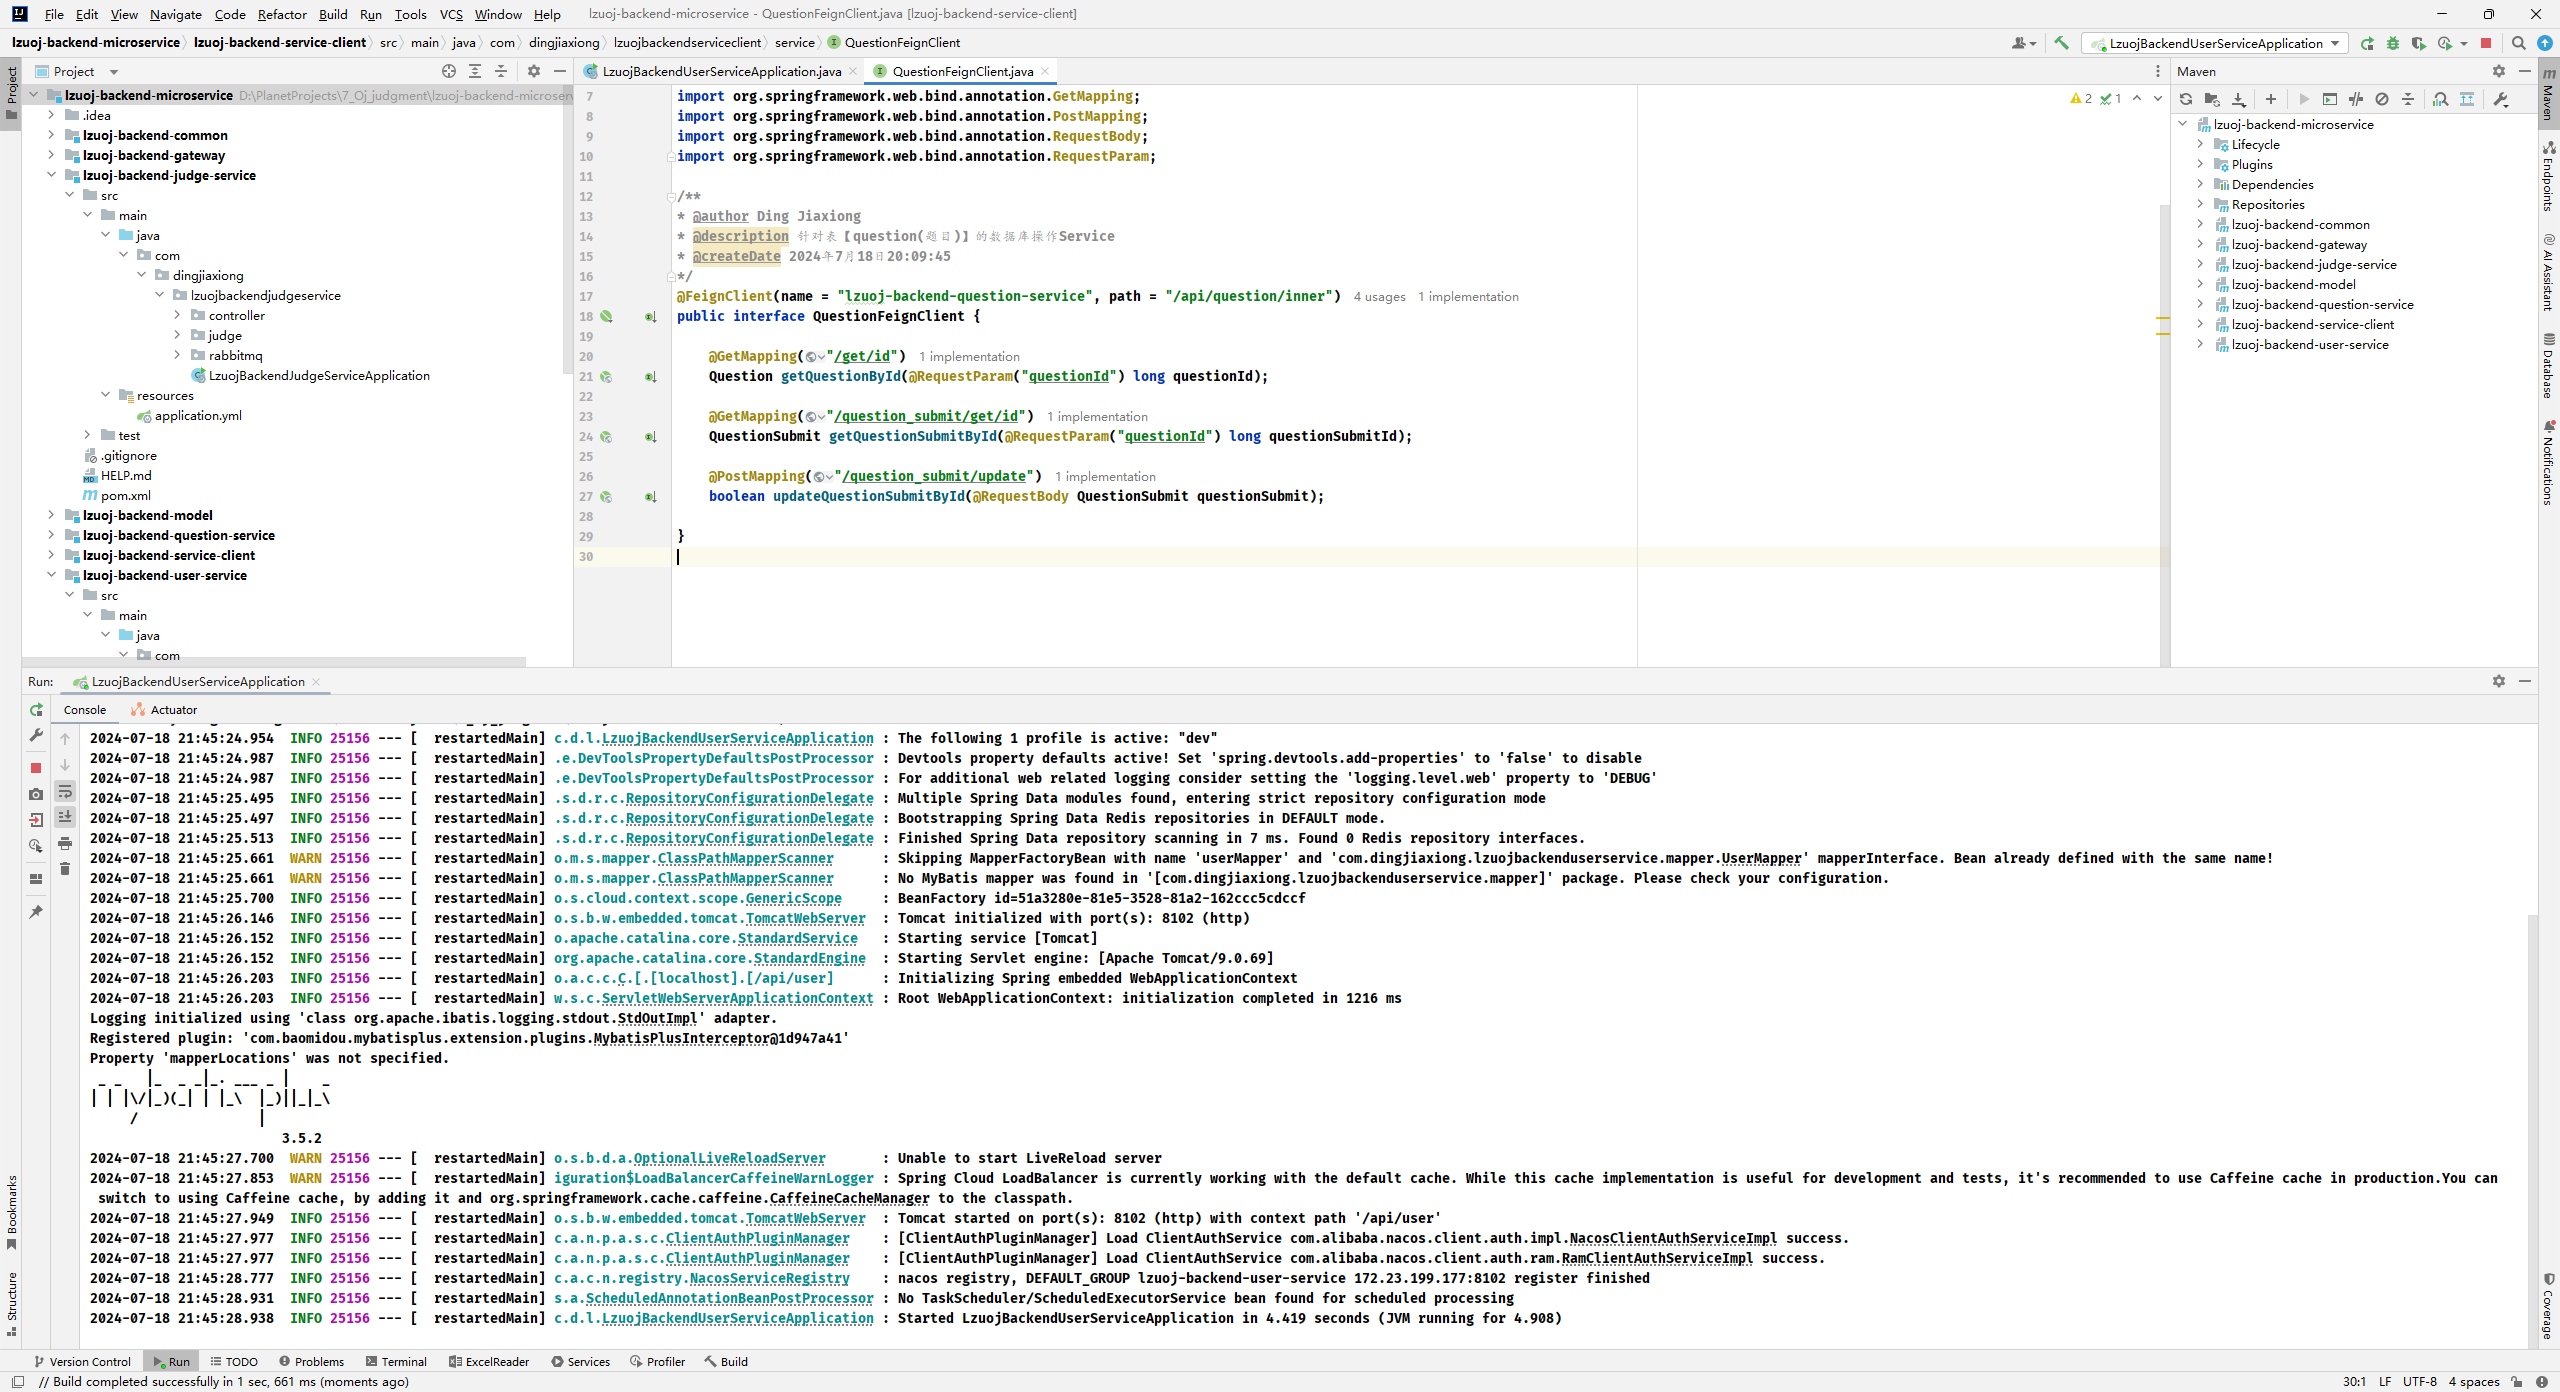 File Edit View Navigate Code Refactor Build Run Tools VCS Window Help lzuoj-backend-microservice - QuestionFeignClient.java [lzuoj-backend-service-client]
lzuoj-backend-microservice lzuoj-backend-service-client src main java com dingjiaxiong lzuojbackendserviceclient service QuestionFeignClient LzuojBackendUserServiceApplication
Project
Project
lzuoj-backend-microservice D:\PlanetProjects\7_Oj_judgment\lzuoj-backend-microserv
.idea
lzuoj-backend-common
lzuoj-backend-gateway
lzuoj-backend-judge-service
src
main
java
com
dingjiaxiong
lzuojbackendjudgeservice
controller
judge
rabbitmq
LzuojBackendJudgeServiceApplication
resources
application.yml
test
.gitignore
HELP.md
pom.xml
lzuoj-backend-model
lzuoj-backend-question-service
lzuoj-backend-service-client
lzuoj-backend-user-service
src
main
java
com
LzuojBackendUserServiceApplication.java QuestionFeignClient.java
2 1
7 import org.springframework.web.bind.annotation.GetMapping;
8 import org.springframework.web.bind.annotation.PostMapping;
9 import org.springframework.web.bind.annotation.RequestBody;
10 import org.springframework.web.bind.annotation.RequestParam;
11
12 /**
13 * @author Ding Jiaxiong
14 * @description 针对表【question(题目)】的数据库操作Service
15 * @createDate 2024年7月18日20:09:45
16 */
17 @FeignClient(name = "lzuoj-backend-question-service", path = "/api/question/inner") 4 usages 1 implementation
18 public interface QuestionFeignClient {
19
20 @GetMapping("/get/id") 1 implementation
21 Question getQuestionById(@RequestParam("questionId") long questionId);
22
23 @GetMapping("/question_submit/get/id") 1 implementation
24 QuestionSubmit getQuestionSubmitById(@RequestParam("questionId") long questionSubmitId);
25
26 @PostMapping("/question_submit/update") 1 implementation
27 boolean updateQuestionSubmitById(@RequestBody QuestionSubmit questionSubmit);
28
29 }
30
Maven
lzuoj-backend-microservice
Lifecycle
Plugins
Dependencies
Repositories
lzuoj-backend-common
lzuoj-backend-gateway
lzuoj-backend-judge-service
lzuoj-backend-model
lzuoj-backend-question-service
lzuoj-backend-service-client
lzuoj-backend-user-service
Maven
Endpoints
AI Assistant
Database
Notifications
Run: LzuojBackendUserServiceApplication
Console Actuator
2024-07-18 21:45:24.954 INFO 25156 --- [ restartedMain] c.d.l.LzuojBackendUserServiceApplication : The following 1 profile is active: "dev"
2024-07-18 21:45:24.987 INFO 25156 --- [ restartedMain] .e.DevToolsPropertyDefaultsPostProcessor : Devtools property defaults active! Set 'spring.devtools.add-properties' to 'false' to disable
2024-07-18 21:45:24.987 INFO 25156 --- [ restartedMain] .e.DevToolsPropertyDefaultsPostProcessor : For additional web related logging consider setting the 'logging.level.web' property to 'DEBUG'
2024-07-18 21:45:25.495 INFO 25156 --- [ restartedMain] .s.d.r.c.RepositoryConfigurationDelegate : Multiple Spring Data modules found, entering strict repository configuration mode
2024-07-18 21:45:25.497 INFO 25156 --- [ restartedMain] .s.d.r.c.RepositoryConfigurationDelegate : Bootstrapping Spring Data Redis repositories in DEFAULT mode.
2024-07-18 21:45:25.513 INFO 25156 --- [ restartedMain] .s.d.r.c.RepositoryConfigurationDelegate : Finished Spring Data repository scanning in 7 ms. Found 0 Redis repository interfaces.
2024-07-18 21:45:25.661 WARN 25156 --- [ restartedMain] o.m.s.mapper.ClassPathMapperScanner : Skipping MapperFactoryBean with name 'userMapper' and 'com.dingjiaxiong.lzuojbackenduserservice.mapper.UserMapper' mapperInterface. Bean already defined with the same name!
2024-07-18 21:45:25.661 WARN 25156 --- [ restartedMain] o.m.s.mapper.ClassPathMapperScanner : No MyBatis mapper was found in '[com.dingjiaxiong.lzuojbackenduserservice.mapper]' package. Please check your configuration.
2024-07-18 21:45:25.700 INFO 25156 --- [ restartedMain] o.s.cloud.context.scope.GenericScope : BeanFactory id=51a3280e-81e5-3528-81a2-162ccc5cdccf
2024-07-18 21:45:26.146 INFO 25156 --- [ restartedMain] o.s.b.w.embedded.tomcat.TomcatWebServer : Tomcat initialized with port(s): 8102 (http)
2024-07-18 21:45:26.152 INFO 25156 --- [ restartedMain] o.apache.catalina.core.StandardService : Starting service [Tomcat]
2024-07-18 21:45:26.152 INFO 25156 --- [ restartedMain] org.apache.catalina.core.StandardEngine : Starting Servlet engine: [Apache Tomcat/9.0.69]
2024-07-18 21:45:26.203 INFO 25156 --- [ restartedMain] o.a.c.c.C.[.[localhost].[/api/user] : Initializing Spring embedded WebApplicationContext
2024-07-18 21:45:26.203 INFO 25156 --- [ restartedMain] w.s.c.ServletWebServerApplicationContext : Root WebApplicationContext: initialization completed in 1216 ms
Logging initialized using 'class org.apache.ibatis.logging.stdout.StdOutImpl' adapter.
Registered plugin: 'com.baomidou.mybatisplus.extension.plugins.MybatisPlusInterceptor@1d947a41'
Property 'mapperLocations' was not specified.
 _ _   |_  _ _|_. ___ _ |    _
| | |\/|_)(_| | |_\  |_)||_|_\
     /               |
3.5.2
2024-07-18 21:45:27.700 WARN 25156 --- [ restartedMain] o.s.b.d.a.OptionalLiveReloadServer : Unable to start LiveReload server
2024-07-18 21:45:27.853 WARN 25156 --- [ restartedMain] iguration$LoadBalancerCaffeineWarnLogger : Spring Cloud LoadBalancer is currently working with the default cache. While this cache implementation is useful for development and tests, it's recommended to use Caffeine cache in production.You can
switch to using Caffeine cache, by adding it and org.springframework.cache.caffeine.CaffeineCacheManager to the classpath.
2024-07-18 21:45:27.949 INFO 25156 --- [ restartedMain] o.s.b.w.embedded.tomcat.TomcatWebServer : Tomcat started on port(s): 8102 (http) with context path '/api/user'
2024-07-18 21:45:27.977 INFO 25156 --- [ restartedMain] c.a.n.p.a.s.c.ClientAuthPluginManager : [ClientAuthPluginManager] Load ClientAuthService com.alibaba.nacos.client.auth.impl.NacosClientAuthServiceImpl success.
2024-07-18 21:45:27.977 INFO 25156 --- [ restartedMain] c.a.n.p.a.s.c.ClientAuthPluginManager : [ClientAuthPluginManager] Load ClientAuthService com.alibaba.nacos.client.auth.ram.RamClientAuthServiceImpl success.
2024-07-18 21:45:28.777 INFO 25156 --- [ restartedMain] c.a.c.n.registry.NacosServiceRegistry : nacos registry, DEFAULT_GROUP lzuoj-backend-user-service 172.23.199.177:8102 register finished
2024-07-18 21:45:28.931 INFO 25156 --- [ restartedMain] s.a.ScheduledAnnotationBeanPostProcessor : No TaskScheduler/ScheduledExecutorService bean found for scheduled processing
2024-07-18 21:45:28.938 INFO 25156 --- [ restartedMain] c.d.l.LzuojBackendUserServiceApplication : Started LzuojBackendUserServiceApplication in 4.419 seconds (JVM running for 4.908)
Bookmarks
Structure
Coverage
Version Control Run TODO Problems Terminal ExcelReader Services Profiler Build
// Build completed successfully in 1 sec, 661 ms (moments ago) 30:1 LF UTF-8 4 spaces